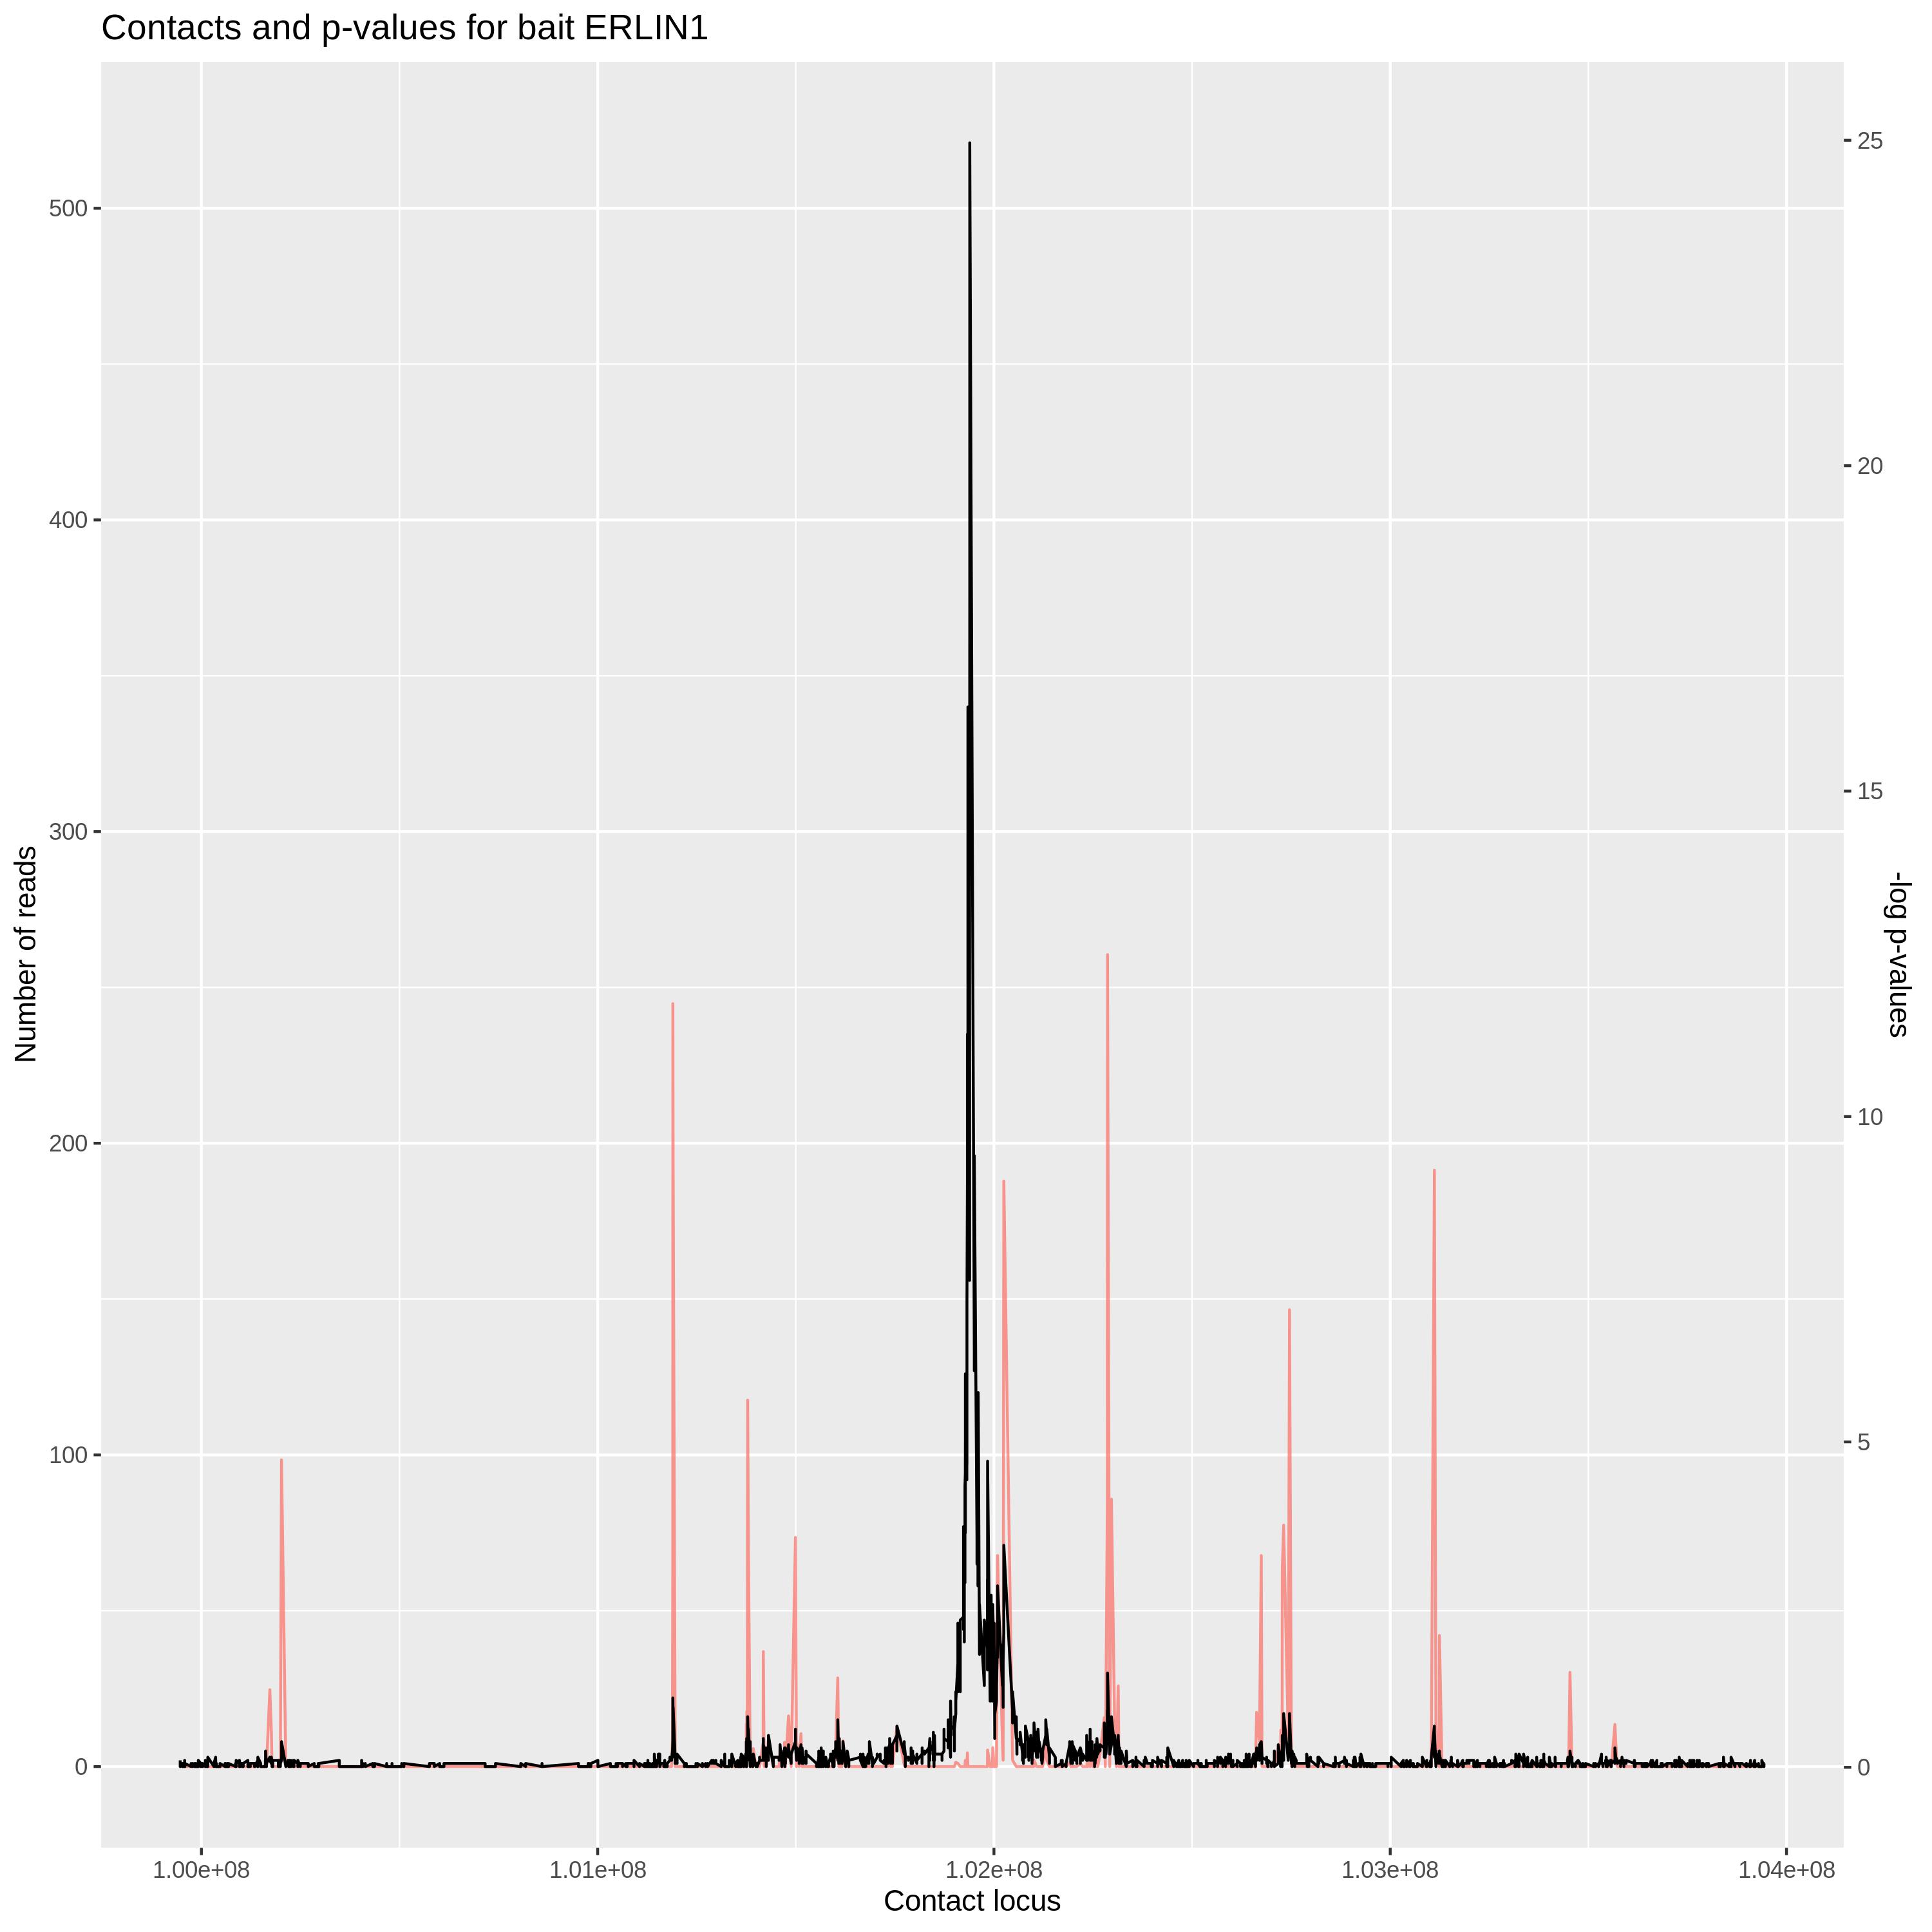 Contacts and p-values for bait ERLIN1
500
400
300
200
100
0
Number of reads
25
20
15
10
5
0
-log p-values
1.00e+08 1.01e+08 1.02e+08 1.03e+08 1.04e+08
Contact locus